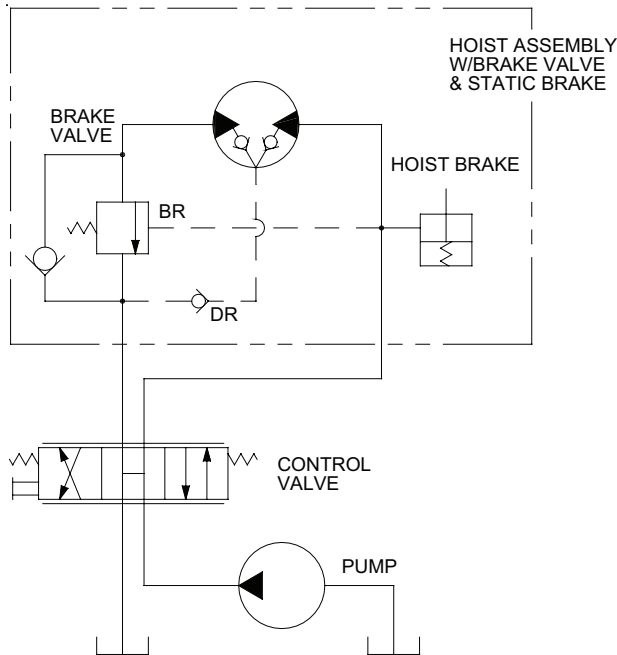 HOIST ASSEMBLY
W/BRAKE VALVE
& STATIC BRAKE
BRAKE
VALVE
HOIST BRAKE
BR
DR
CONTROL
VALVE
PUMP